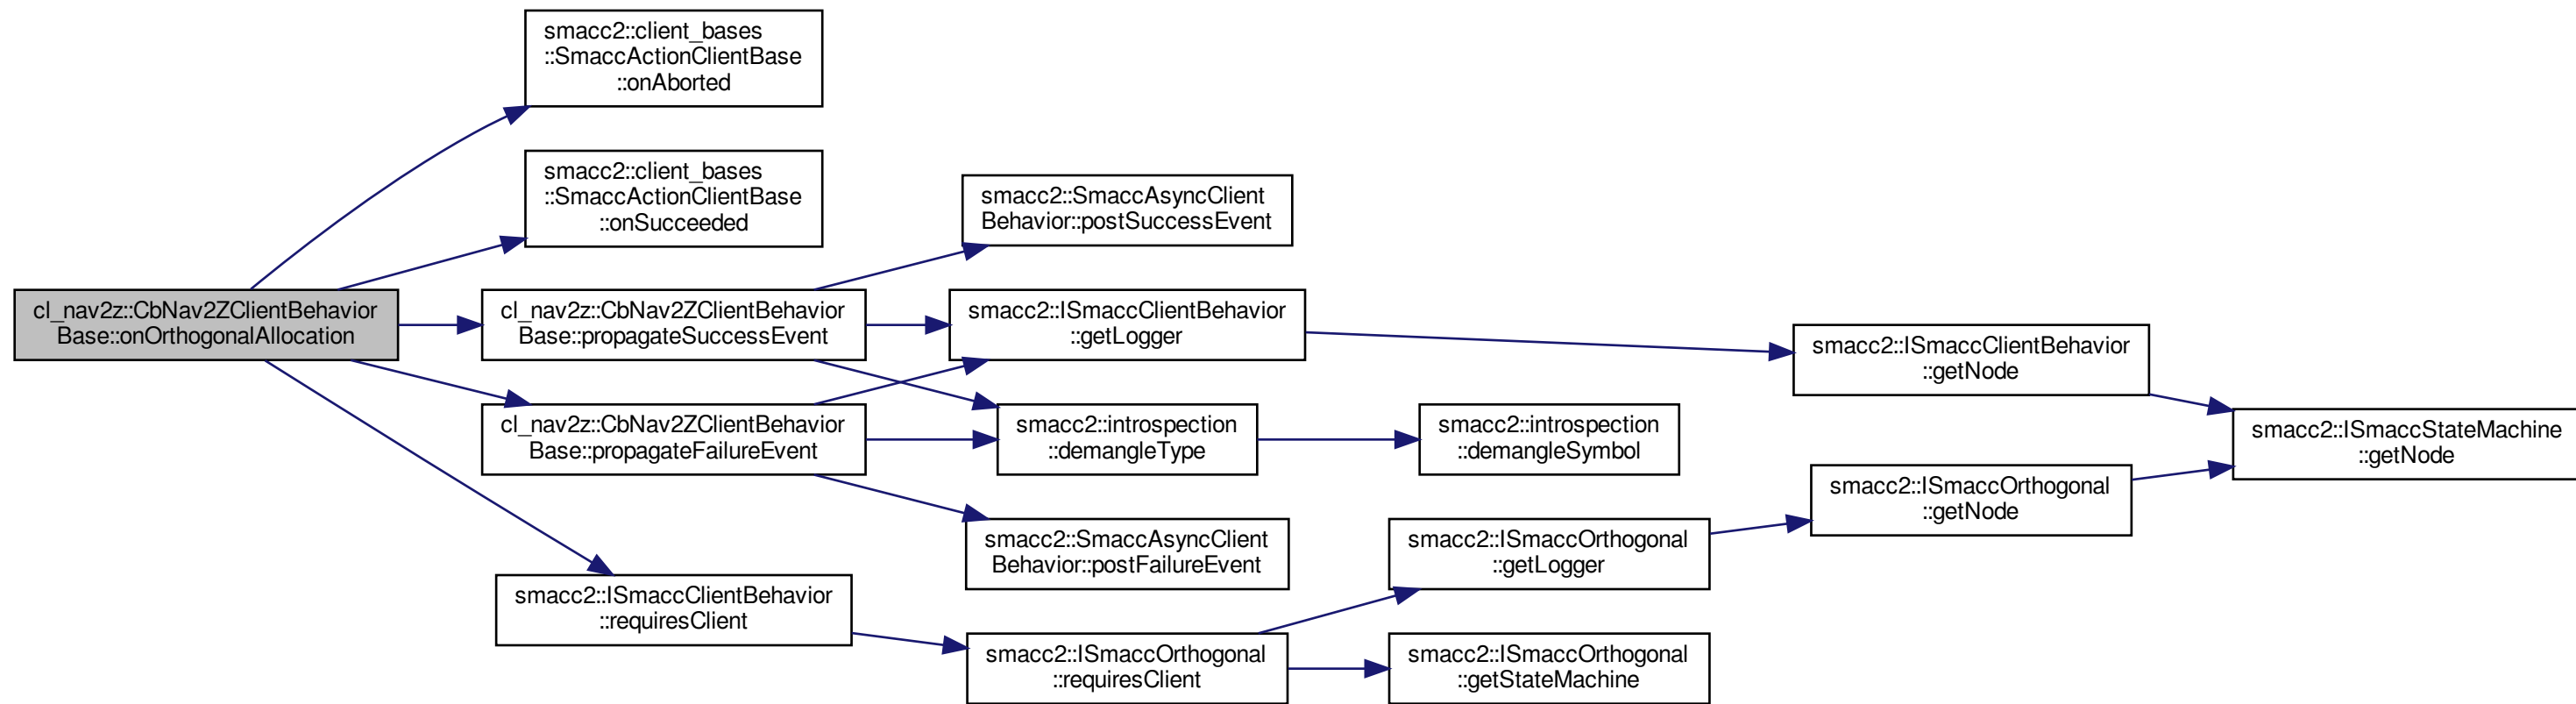 smacc2::client_bases
::SmaccActionClientBase
::onAborted
smacc2::client_bases
::SmaccActionClientBase
::onSucceeded
smacc2::SmaccAsyncClient
Behavior::postSuccessEvent
cl_nav2z::CbNav2ZClientBehavior
Base::onOrthogonalAllocation
cl_nav2z::CbNav2ZClientBehavior
Base::propagateSuccessEvent
smacc2::ISmaccClientBehavior
::getLogger
smacc2::ISmaccClientBehavior
::getNode
cl_nav2z::CbNav2ZClientBehavior
Base::propagateFailureEvent
smacc2::introspection
::demangleType
smacc2::introspection
::demangleSymbol
smacc2::ISmaccStateMachine
::getNode
smacc2::ISmaccOrthogonal
::getNode
smacc2::SmaccAsyncClient
Behavior::postFailureEvent
smacc2::ISmaccOrthogonal
::getLogger
smacc2::ISmaccClientBehavior
::requiresClient
smacc2::ISmaccOrthogonal
::requiresClient
smacc2::ISmaccOrthogonal
::getStateMachine